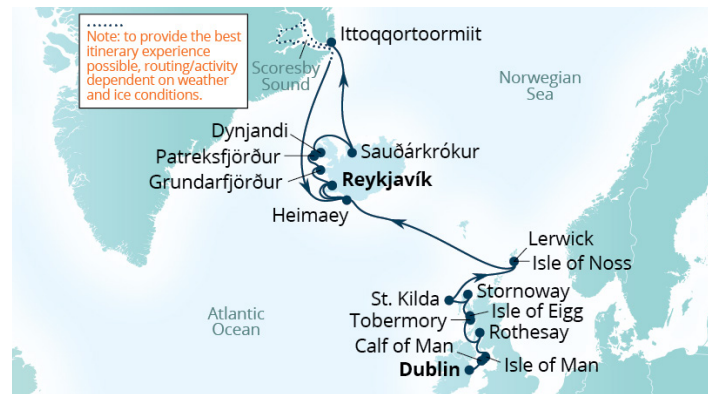 Note: to provide the best
itinerary experience
possible, routing/activity
dependent on weather
and ice conditions.
Ittoqqortoormiit
Scoresby
Sound
Norwegian
Sea
Dynjandi
Patreksfjörður
Sauðárkrókur
Grundarfjörður
Reykjavík
Heimaey
Lerwick
Isle of Noss
St. Kilda
Stornoway
Atlantic
Ocean
Isle of Eigg
Tobermory
Rothesay
Calf of Man
Isle of Man
Dublin